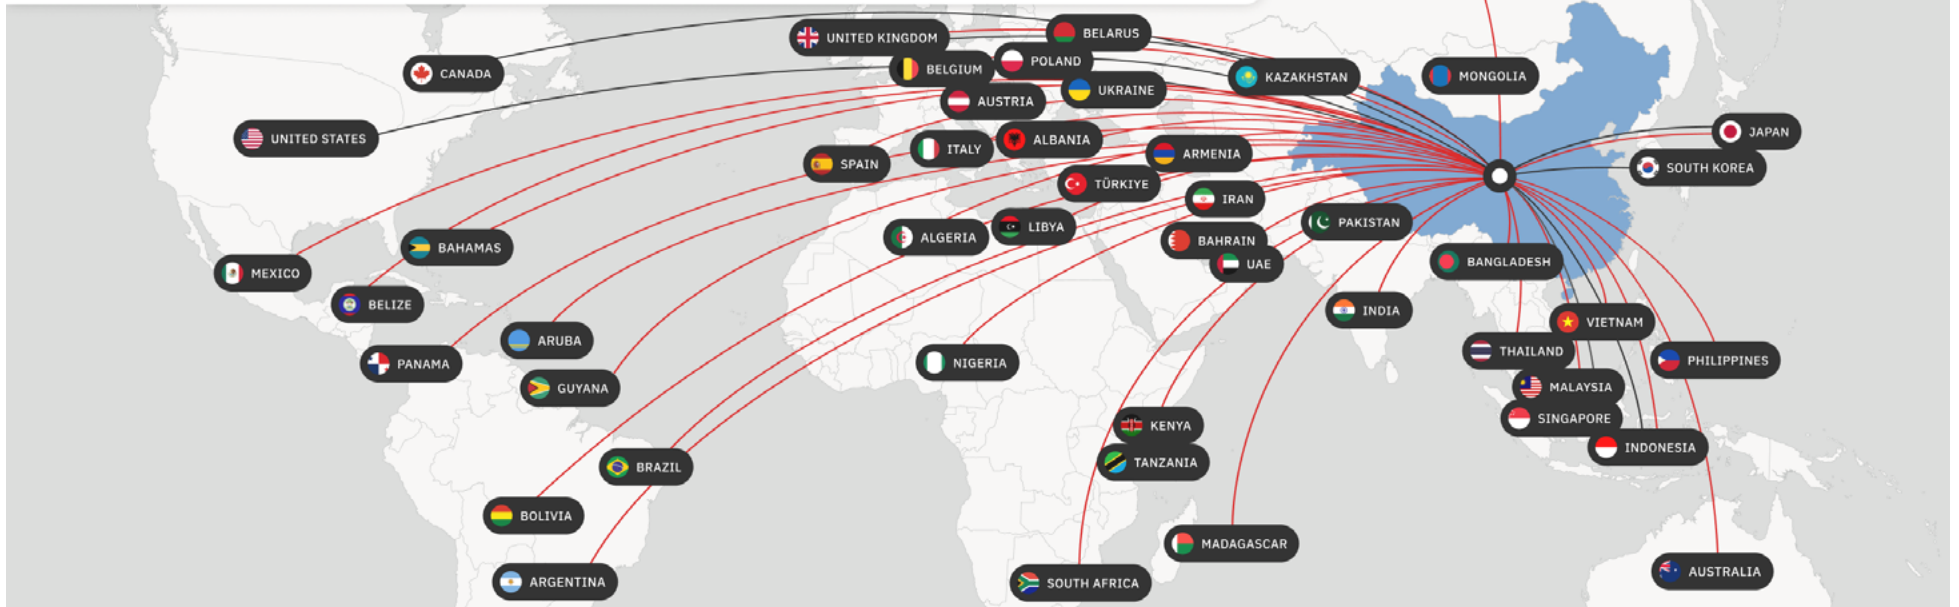 UNITED KINGDOM
BELARUS
CANADA
BELGIUM
POLAND
KAZAKHSTAN
MONGOLIA
AUSTRIA
UKRAINE
UNITED STATES
JAPAN
SPAIN
ITALY
ALBANIA
ARMENIA
SOUTH KOREA
TÜRKIYE
IRAN
BAHAMAS
ALGERIA
LIBYA
BAHRAIN
PAKISTAN
MEXICO
UAE
BANGLADESH
BELIZE
INDIA
VIETNAM
ARUBA
PANAMA
NIGERIA
THAILAND
PHILIPPINES
GUYANA
MALAYSIA
KENYA
SINGAPORE
BRAZIL
TANZANIA
INDONESIA
BOLIVIA
MADAGASCAR
ARGENTINA
SOUTH AFRICA
AUSTRALIA